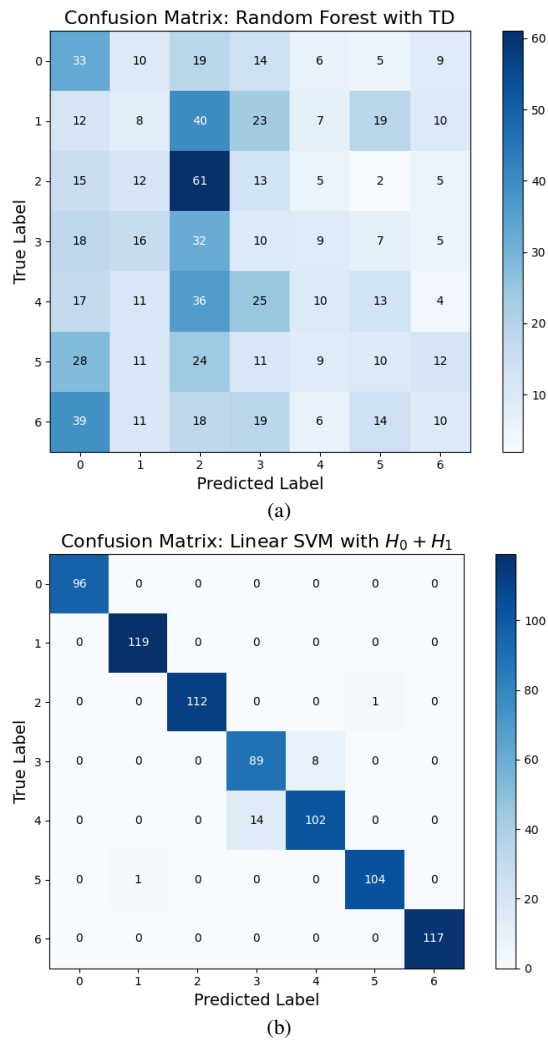 Confusion Matrix: Random Forest with TD
0 33 10 19 14 6 5 9
1 12 8 40 23 7 19 10
2 15 12 61 13 5 2 5
3 18 16 32 10 9 7 5
4 17 11 36 25 10 13 4
5 28 11 24 11 9 10 12
6 39 11 18 19 6 14 10
0 1 2 3 4 5 6
True Label
Predicted Label
60
50
40
30
20
10
(a)
Confusion Matrix: Linear SVM with H₀ + H₁
0 96 0 0 0 0 0 0
1 0 119 0 0 0 0 0
2 0 0 112 0 0 1 0
3 0 0 0 89 8 0 0
4 0 0 0 14 102 0 0
5 0 1 0 0 0 104 0
6 0 0 0 0 0 0 117
0 1 2 3 4 5 6
True Label
Predicted Label
100
80
60
40
20
0
(b)